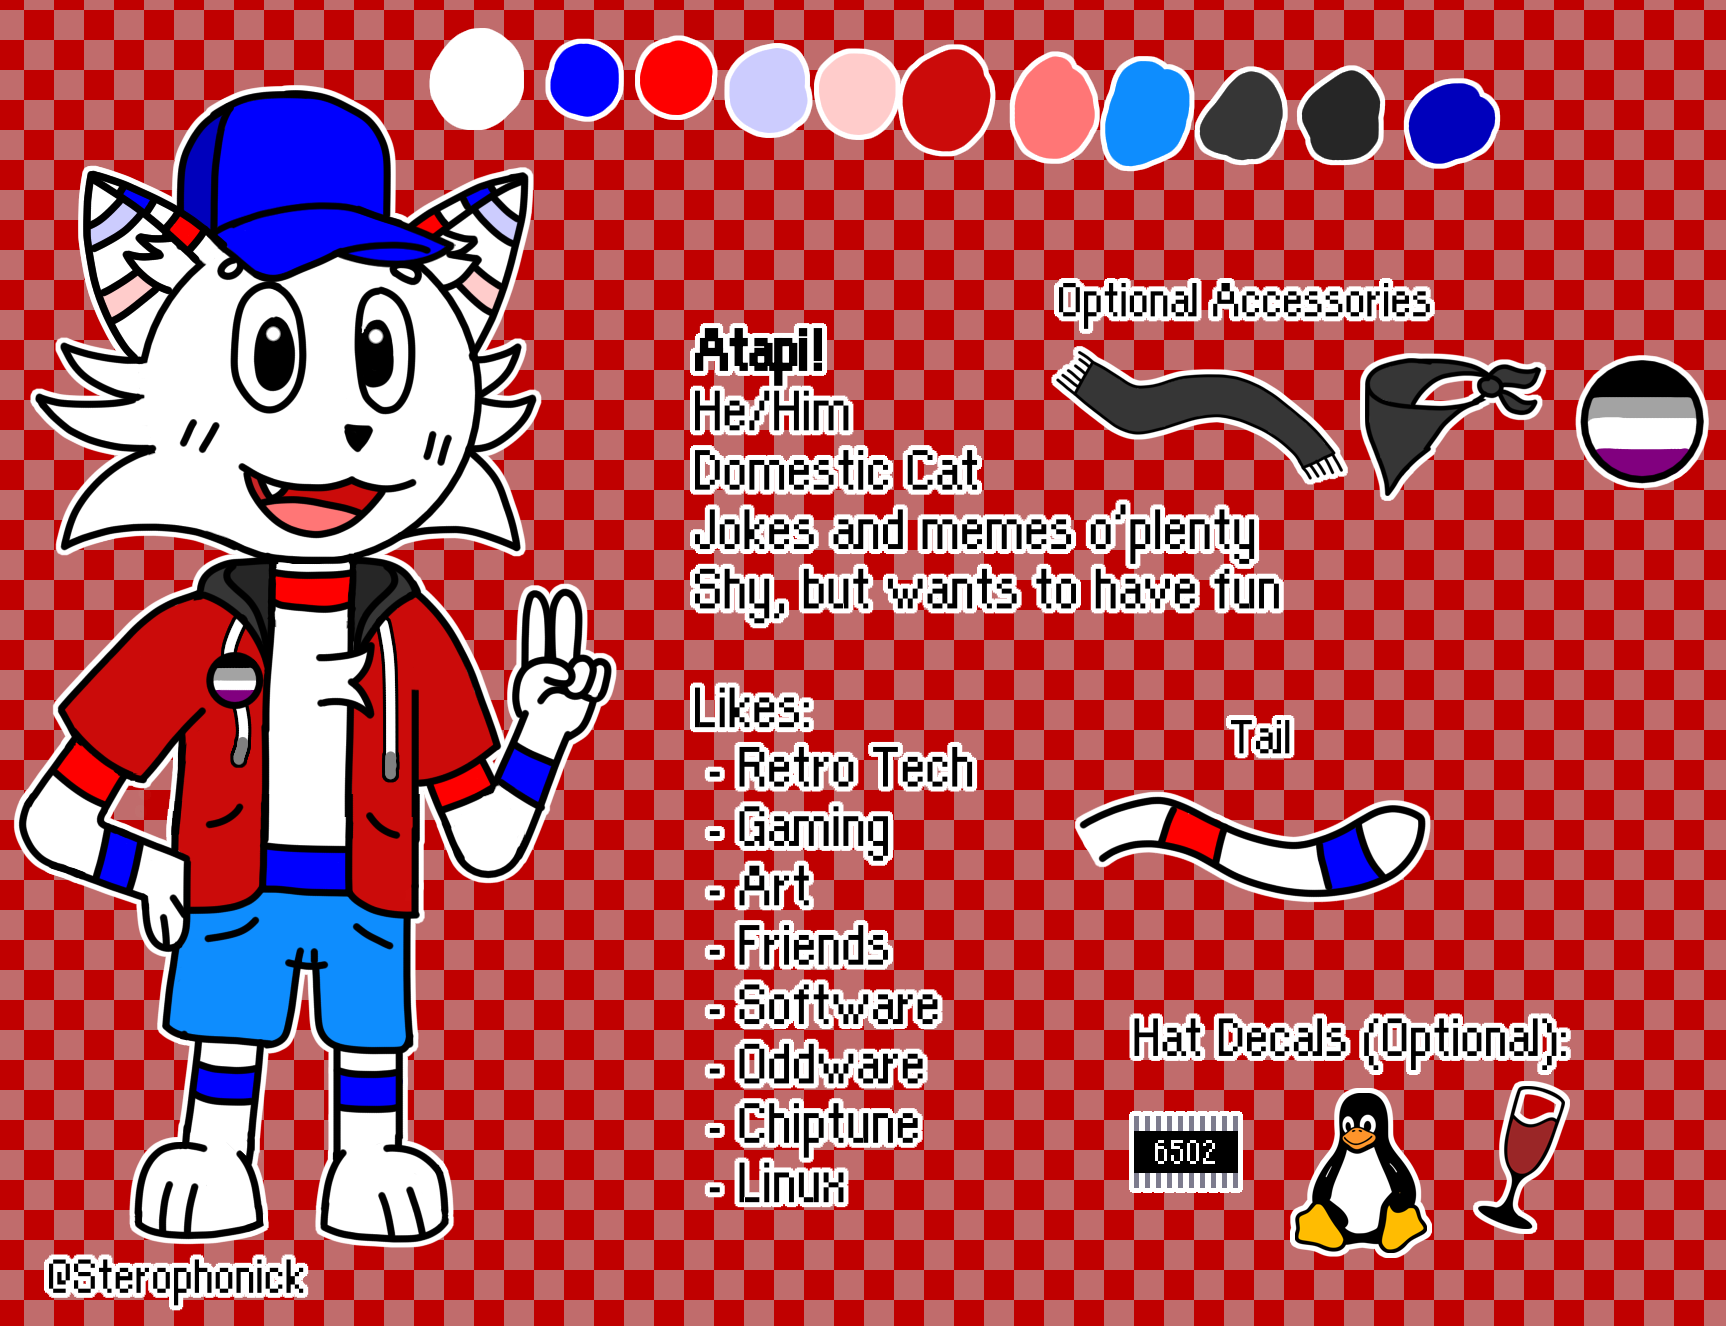 Optional Accessories
Atapi!
He/Him
Domestic Cat
Jokes and memes o'plenty
Shy, but wants to have fun
Likes:
- Retro Tech
- Gaming
- Art
- Friends
- Software
- Oddware
- Chiptune
- Linux
Tail
Hat Decals (Optional):
6502
@Sterophonick